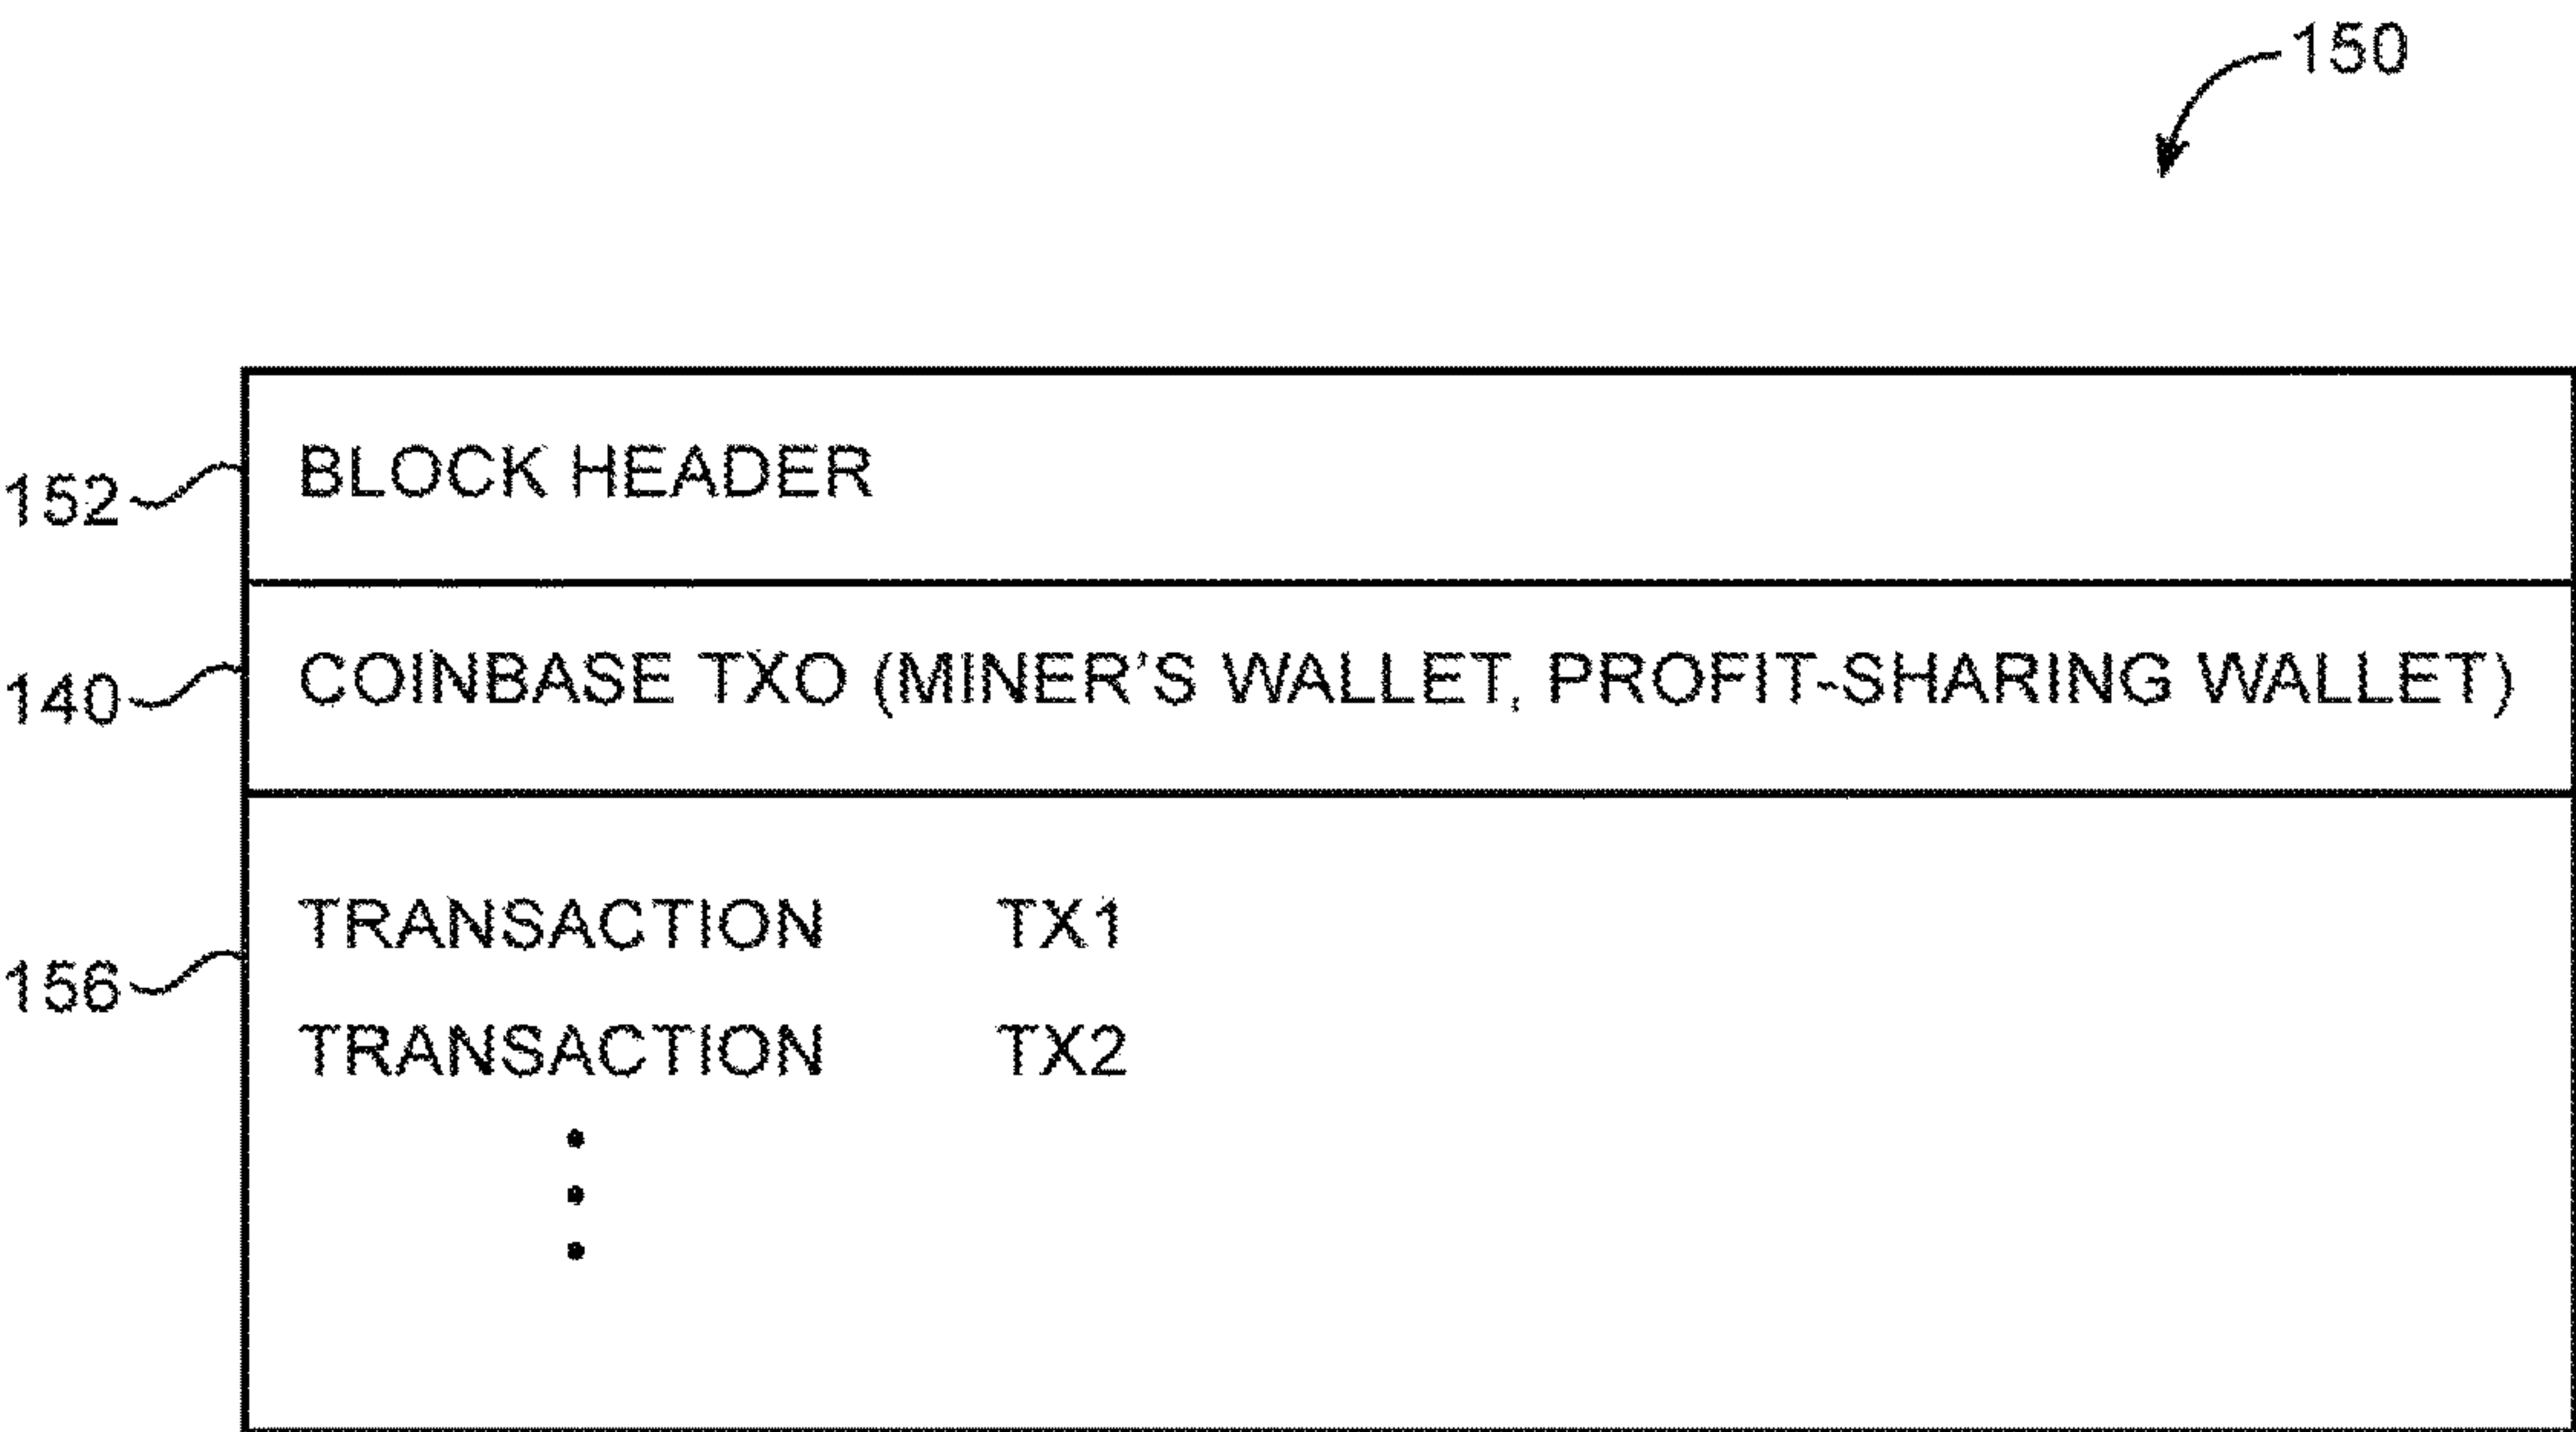 150
152 BLOCK HEADER
140 COINBASE TXO (MINER'S WALLET, PROFIT-SHARING WALLET)
TRANSACTION TX1
156
TRANSACTION TX2